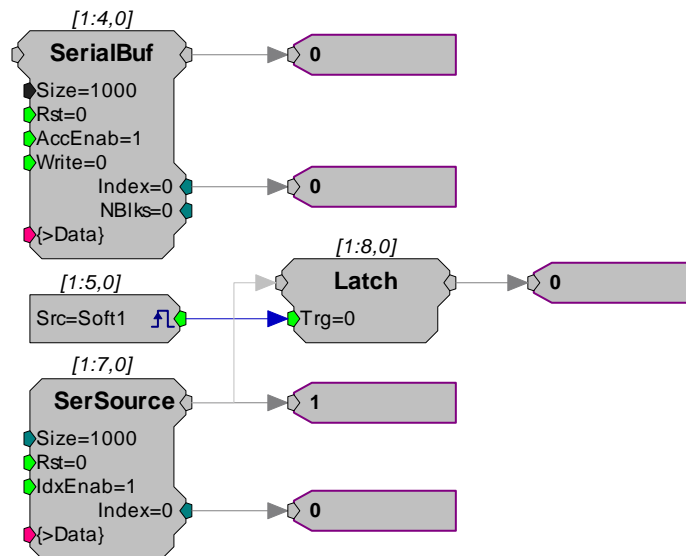 [1:4,0]
SerialBuf
0
Size=1000
Rst=0
AccEnab=1
Write=0
Index=0
0
NBlks=0
{>Data}
[1:8,0]
Latch
0
Trg=0
[1:5,0]
Src=Soft1
[1:7,0]
SerSource
1
Size=1000
Rst=0
IdxEnab=1
Index=0
0
{>Data}